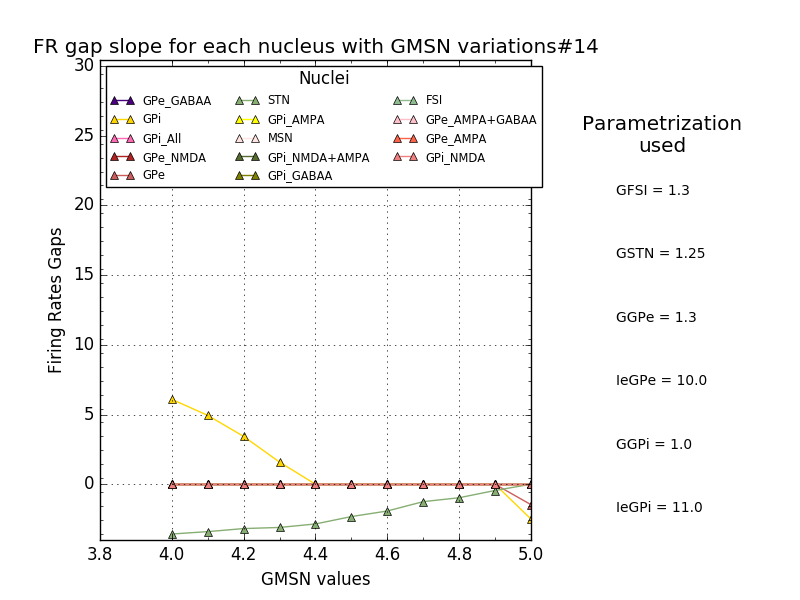 FR gap slope for each nucleus with GMSN variations#14
Nuclei
GPe_GABAA STN FSI
GPi GPi_AMPA GPe_AMPA+GABAA
GPi_All MSN GPe_AMPA
GPe_NMDA GPi_NMDA+AMPA GPi_NMDA
GPe GPi_GABAA
30
25
20
15
10
5
0
Firing Rates Gaps
3.8 4.0 4.2 4.4 4.6 4.8 5.0
GMSN values
Parametrization
used
GFSI = 1.3
GSTN = 1.25
GGPe = 1.3
IeGPe = 10.0
GGPi = 1.0
IeGPi = 11.0